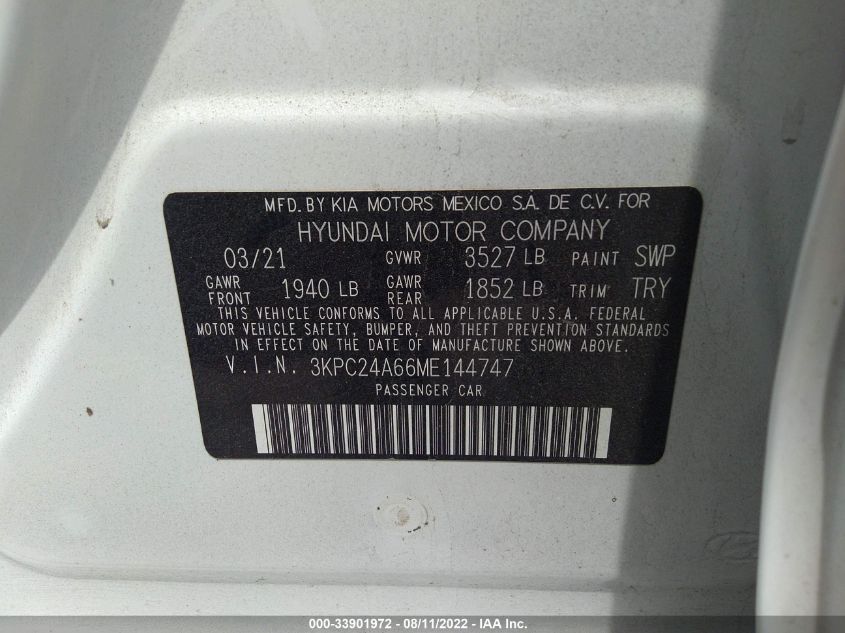 MFD. BY KIA MOTORS MEXICO S.A. DE C.V. FOR
HYUNDAI MOTOR COMPANY
03/21 GVWR 3527 LB PAINT SWP
GAWR FRONT 1940 LB GAWR REAR 1852 LB TRIM TRY
THIS VEHICLE CONFORMS TO ALL APPLICABLE U.S.A. FEDERAL
MOTOR VEHICLE SAFETY, BUMPER, AND THEFT PREVENTION STANDARDS
IN EFFECT ON THE DATE OF MANUFACTURE SHOWN ABOVE.
V.I.N. 3KPC24A66ME144747
PASSENGER CAR
000-33901972 - 08/11/2022 - IAA Inc.